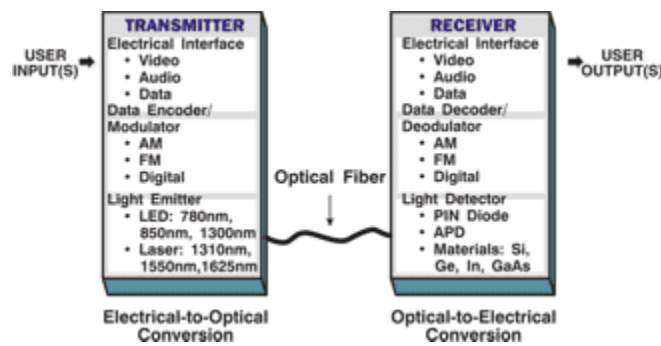 USER
INPUT(S)
TRANSMITTER
Electrical Interface
• Video
• Audio
• Data
Data Encoder/
Modulator
• AM
• FM
• Digital
Light Emitter
• LED: 780nm,
850nm, 1300nm
• Laser: 1310nm,
1550nm,1625nm
Electrical-to-Optical
Conversion
Optical Fiber
RECEIVER
Electrical Interface
• Video
• Audio
• Data
Data Decoder/
Deodulator
• AM
• FM
• Digital
Light Detector
• PIN Diode
• APD
• Materials: Si,
Ge, In, GaAs
Optical-to-Electrical
Conversion
USER
OUTPUT(S)